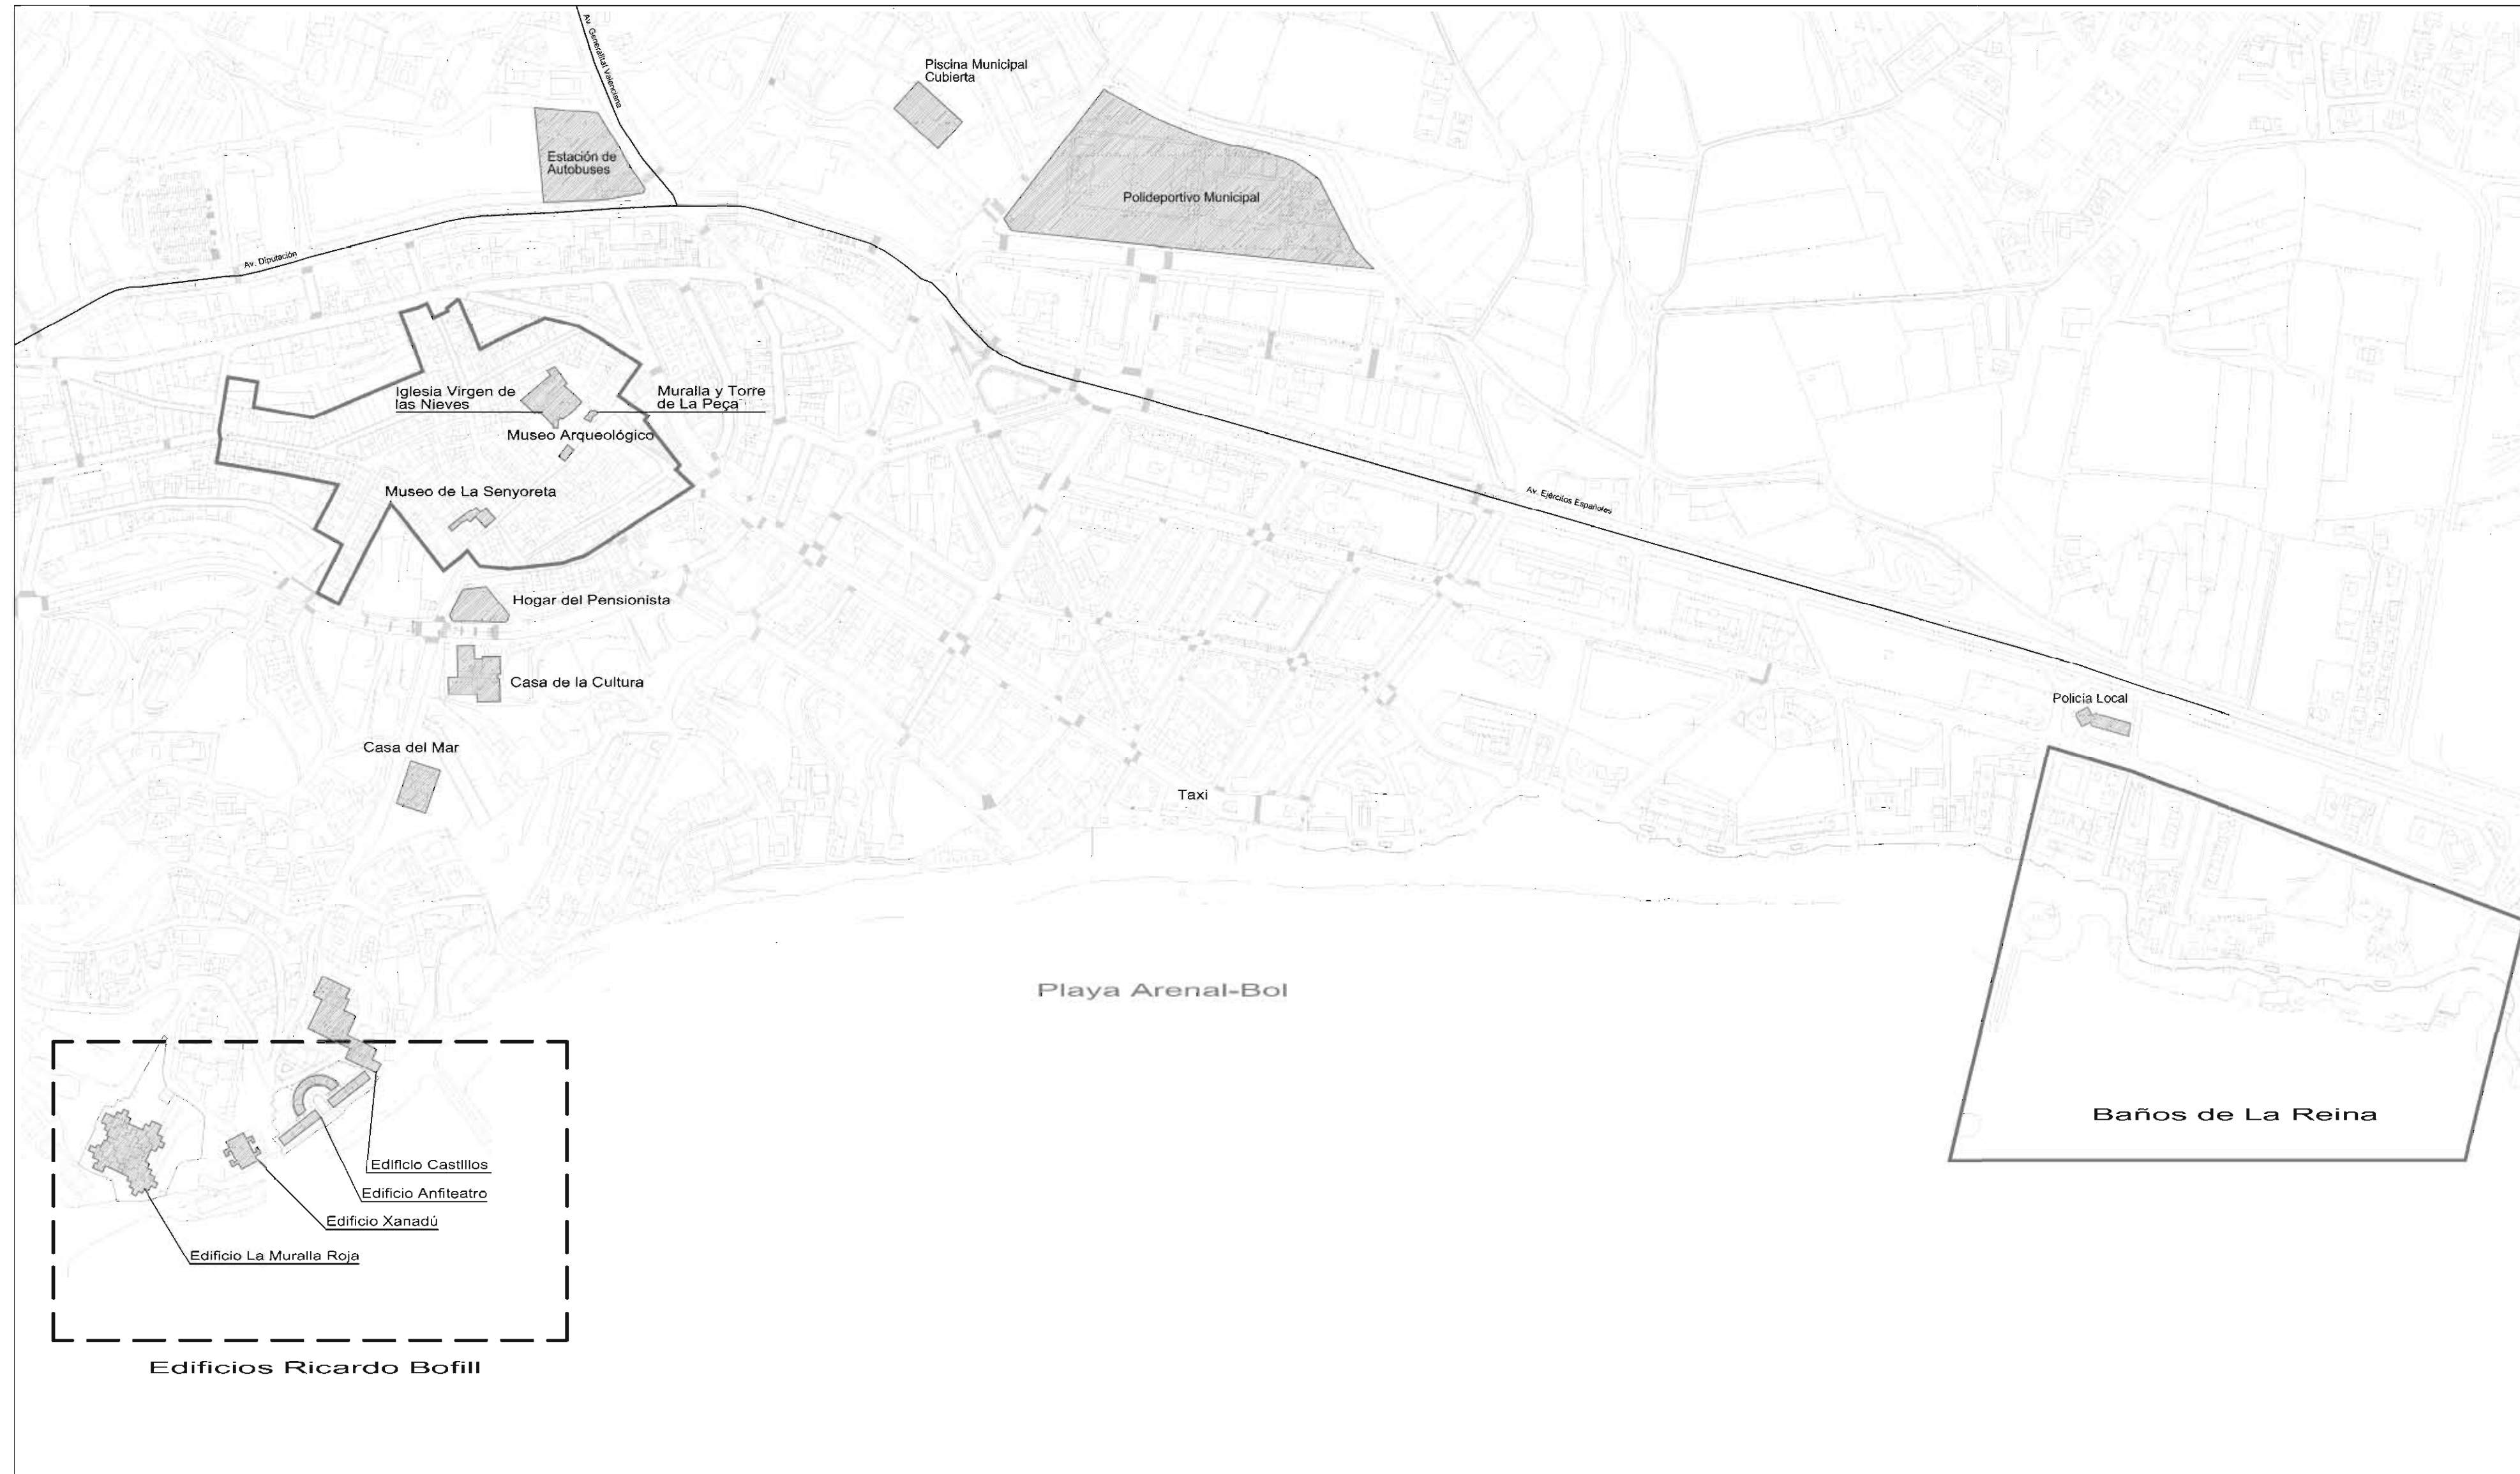 Av. Generalitat Valenciana
Piscina Municipal
Cubierta
Estación de
Autobuses
Polideportivo Municipal
Av. Diputación
Iglesia Virgen de
las Nieves
Muralla y Torre
de La Peça
Museo Arqueológico
Museo de La Senyoreta
Av. Ejércitos Españoles
Hogar del Pensionista
Casa de la Cultura
Policía Local
Casa del Mar
Taxi
Playa Arenal-Bol
Baños de La Reina
Edificio Castillos
Edificio Anfiteatro
Edificio Xanadú
Edificio La Muralla Roja
Edificios Ricardo Bofill